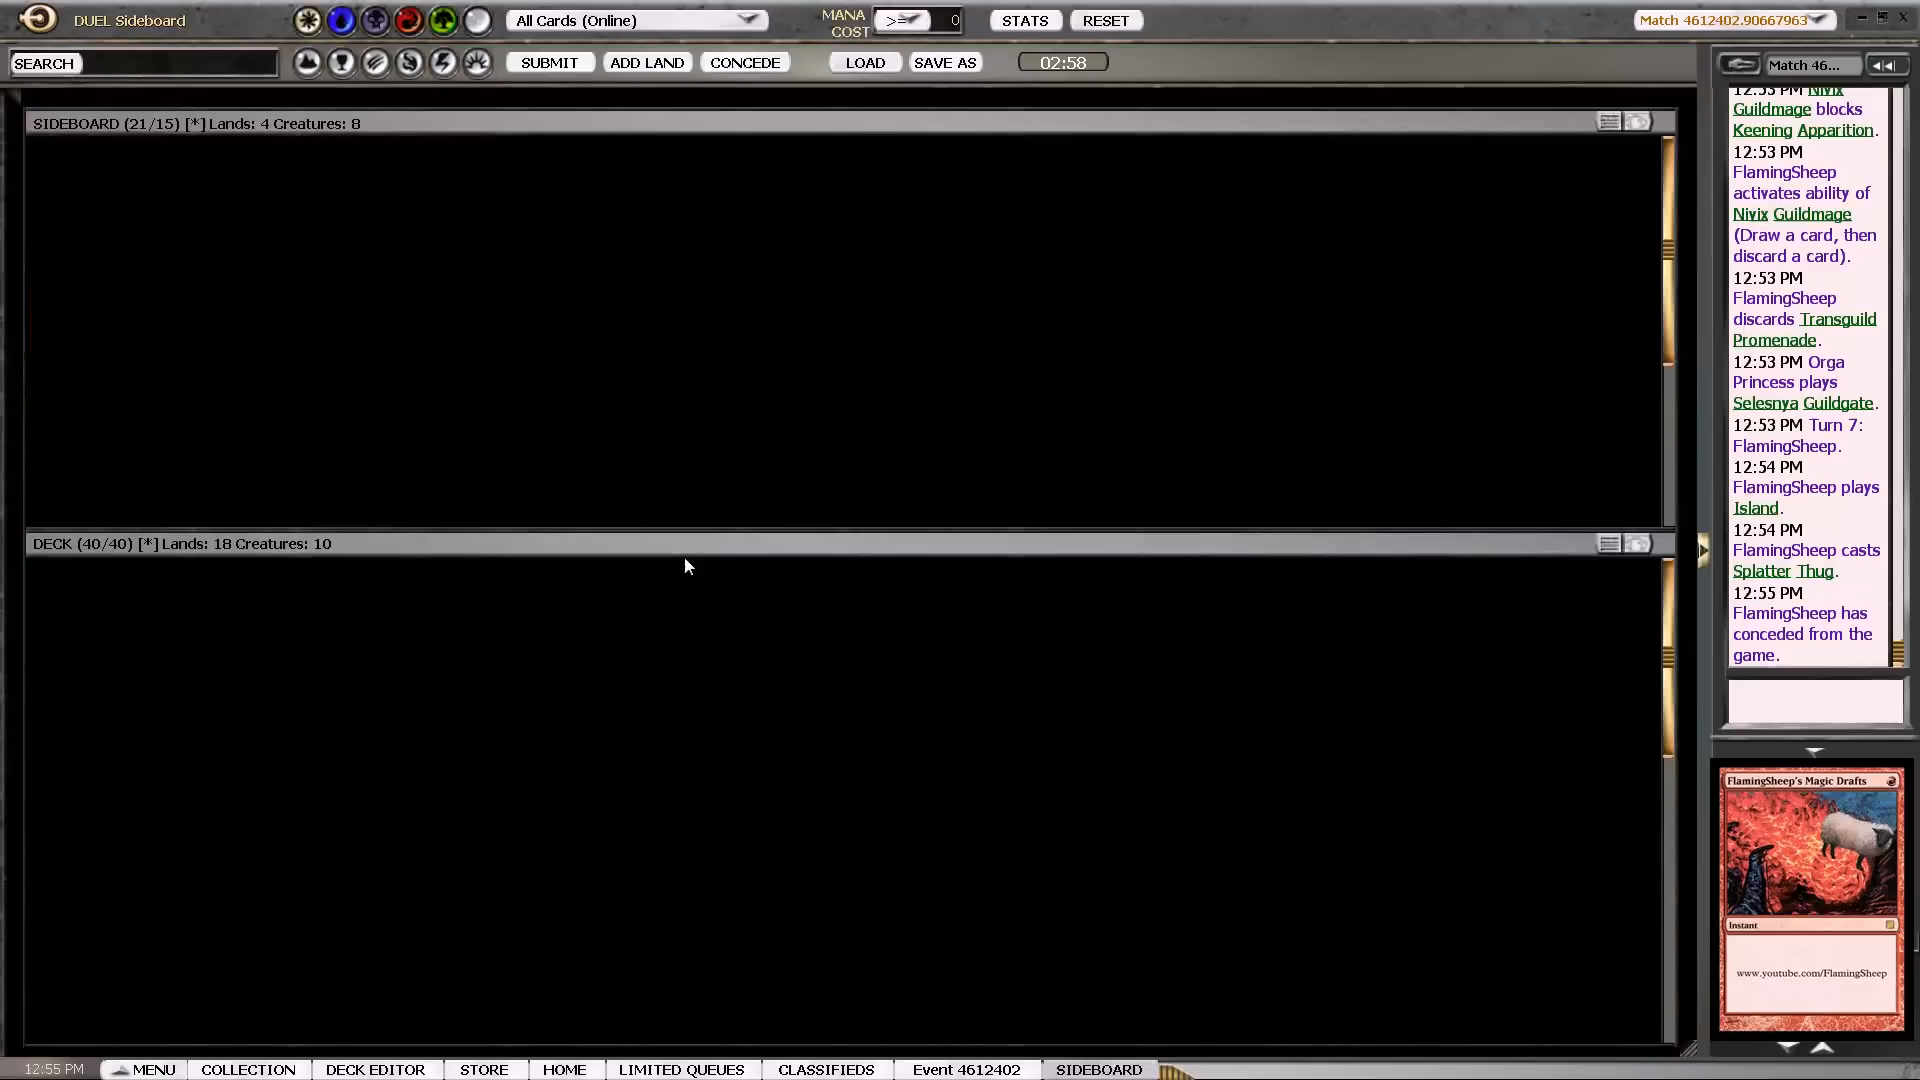 DUEL Sideboard
All Cards (Online)
MANA
COST
>=
0
STATS
RESET
Match 4612402.90667963
SEARCH
SUBMIT
ADD LAND
CONCEDE
LOAD
SAVE AS
02:58
Match 46...
SIDEBOARD (21/15) [*] Lands: 4 Creatures: 8
DECK (40/40) [*] Lands: 18 Creatures: 10
12:53 PM Nivix
Guildmage blocks
Keening Apparition.
12:53 PM
FlamingSheep
activates ability of
Nivix Guildmage
(Draw a card, then
discard a card).
12:53 PM
FlamingSheep
discards Transguild
Promenade.
12:53 PM Orga
Princess plays
Selesnya Guildgate.
12:53 PM Turn 7:
FlamingSheep.
12:54 PM
FlamingSheep plays
Island.
12:54 PM
FlamingSheep casts
Splatter Thug.
12:55 PM
FlamingSheep has
conceded from the
game.
FlamingSheep's Magic Drafts
Instant
www.youtube.com/FlamingSheep
12:55 PM
MENU
COLLECTION
DECK EDITOR
STORE
HOME
LIMITED QUEUES
CLASSIFIEDS
Event 4612402
SIDEBOARD